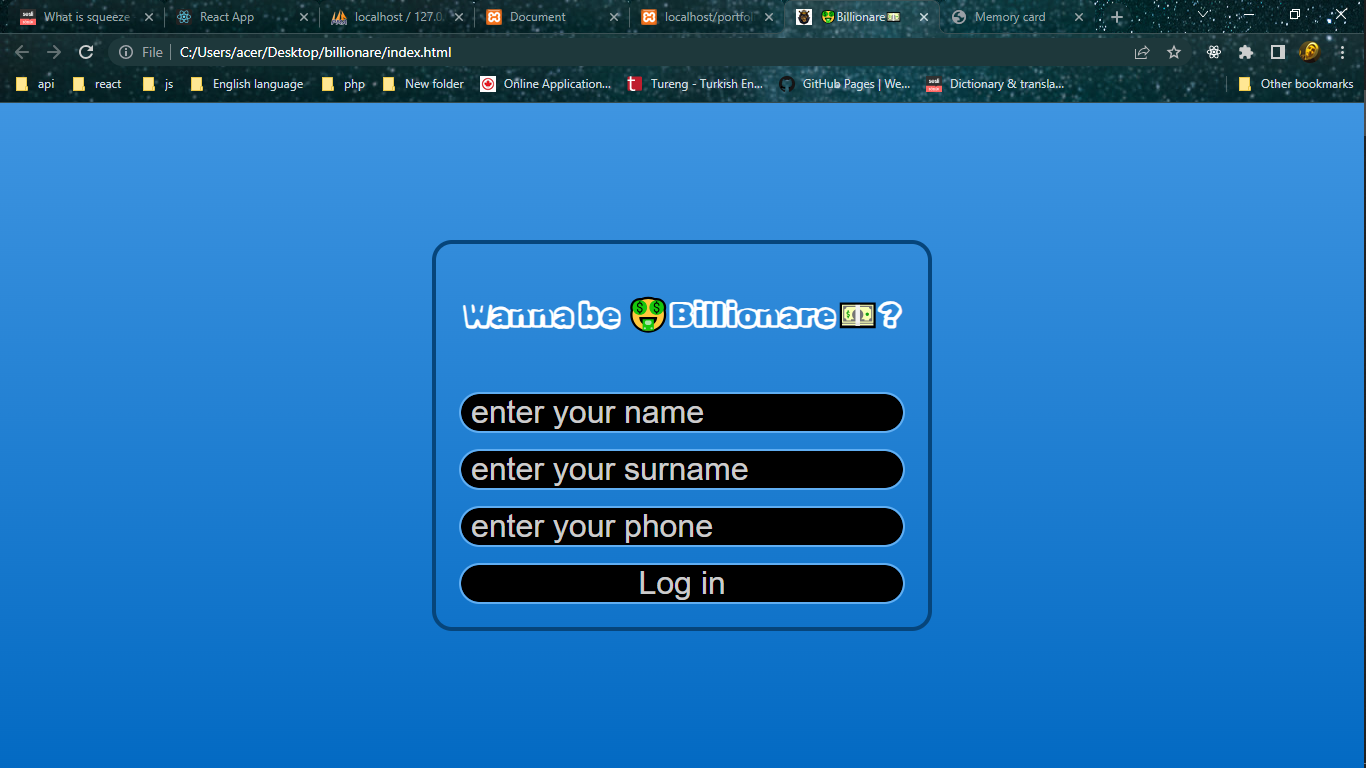 What is squeeze
React App
localhost / 127.0.
Document
localhost/portfo
🤑Billionare💵
Memory card
File
C:/Users/acer/Desktop/billionare/index.html
api
react
js
English language
php
New folder
Online Application...
Tureng - Turkish En...
GitHub Pages | We...
Dictionary & transla...
Other bookmarks
Wanna be 🤑Billionare💵?
enter your name
enter your surname
enter your phone
Log in